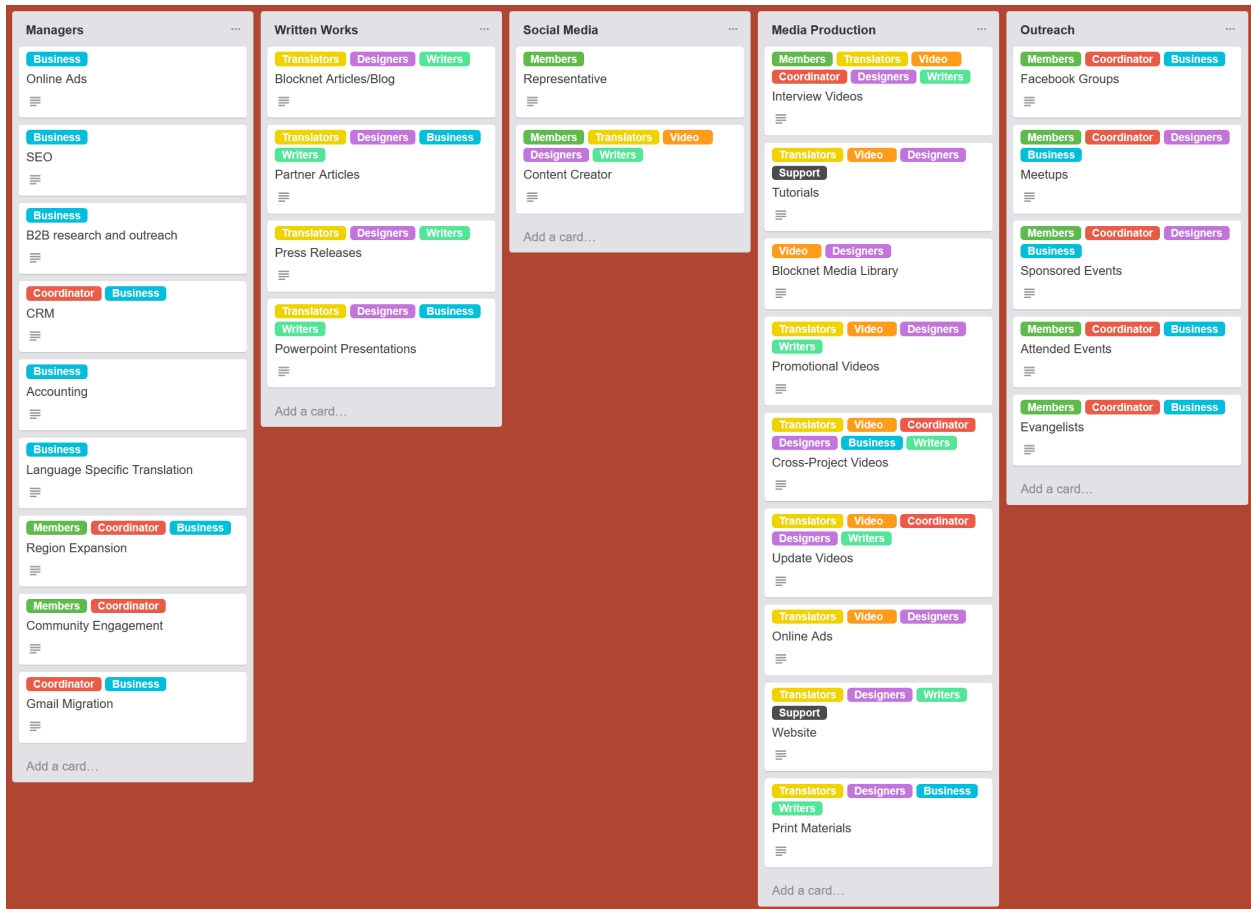 Managers
Business
Online Ads
Business
SEO
Business
B2B research and outreach
Coordinator Business
CRM
Business
Accounting
Business
Language Specific Translation
Members Coordinator Business
Region Expansion
Members Coordinator
Community Engagement
Coordinator Business
Gmail Migration
Add a card...
Written Works
Translators Designers Writers
Blocknet Articles/Blog
Translators Designers Business
Writers
Partner Articles
Translators Designers Writers
Press Releases
Translators Designers Business
Writers
Powerpoint Presentations
Add a card...
Social Media
Members
Representative
Members Translators Video
Designers Writers
Content Creator
Add a card...
Media Production
Members Translators Video
Coordinator Designers Writers
Interview Videos
Translators Video Designers
Support
Tutorials
Video Designers
Blocknet Media Library
Translators Video Designers
Writers
Promotional Videos
Translators Video Coordinator
Designers Business Writers
Cross-Project Videos
Translators Video Coordinator
Designers Writers
Update Videos
Translators Video Designers
Online Ads
Translators Designers Writers
Support
Website
Translators Designers Business
Writers
Print Materials
Add a card...
Outreach
Members Coordinator Business
Facebook Groups
Members Coordinator Designers
Business
Meetups
Members Coordinator Designers
Business
Sponsored Events
Members Coordinator Business
Attended Events
Members Coordinator Business
Evangelists
Add a card...